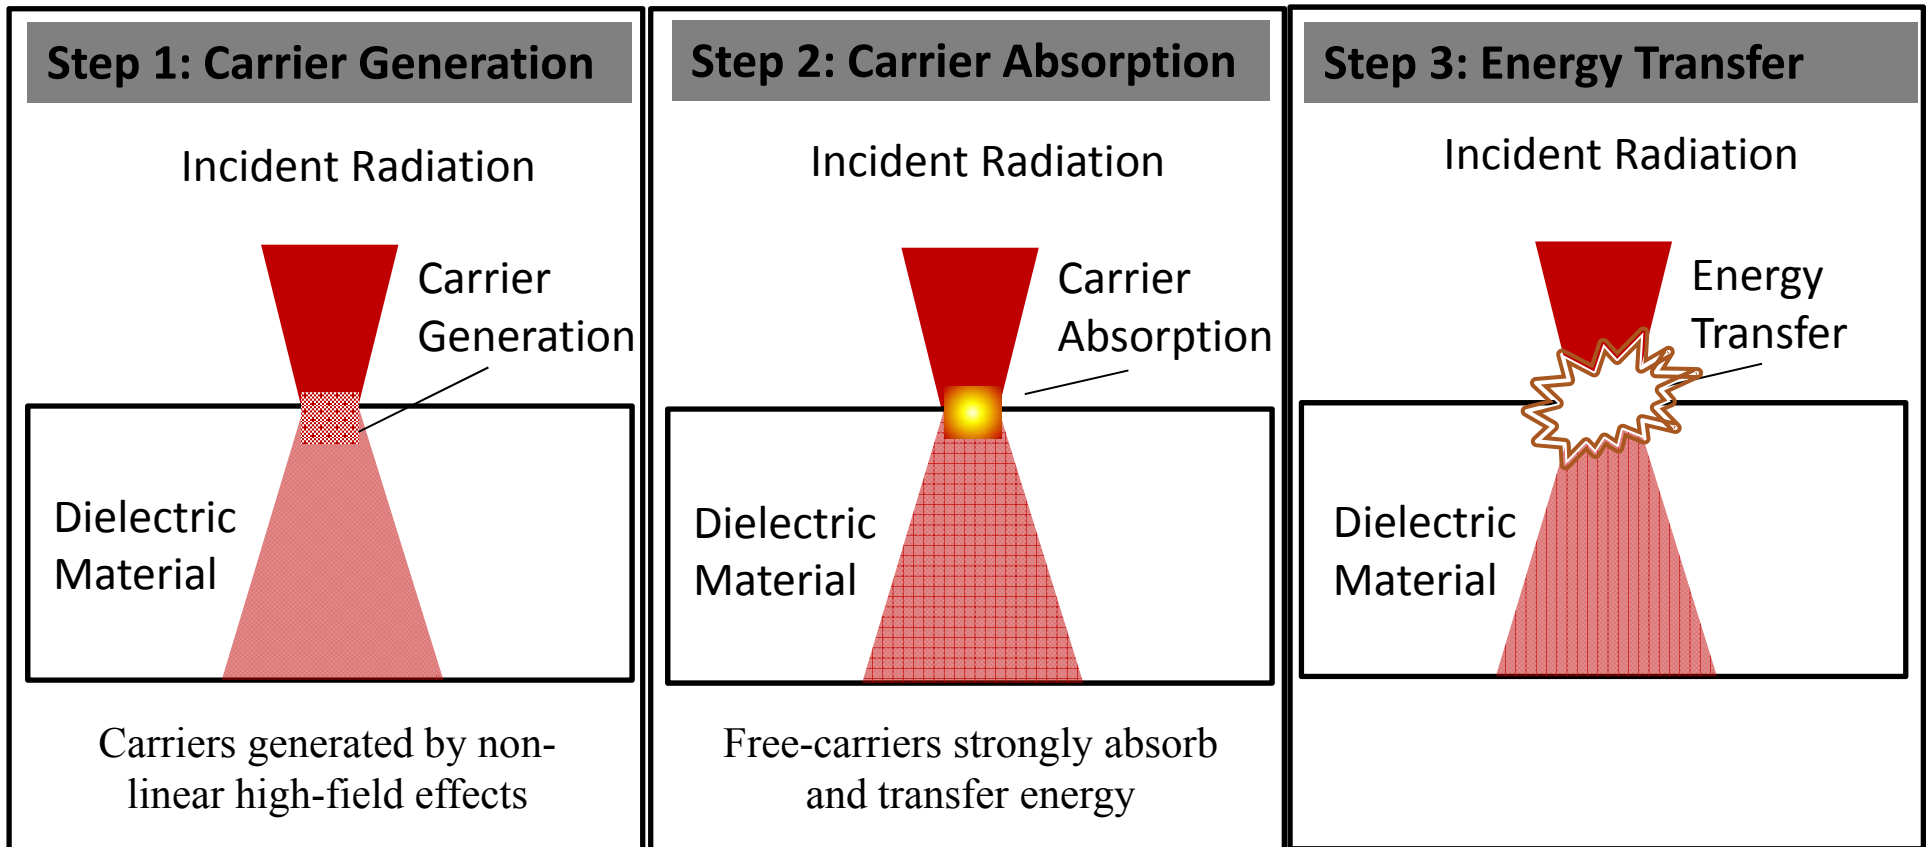 Step 1: Carrier Generation
Incident Radiation
Carrier
Generation
Dielectric
Material
Carriers generated by non-
linear high-field effects
Step 2: Carrier Absorption
Incident Radiation
Carrier
Absorption
Dielectric
Material
Free-carriers strongly absorb
and transfer energy
Step 3: Energy Transfer
Incident Radiation
Energy
Transfer
Dielectric
Material